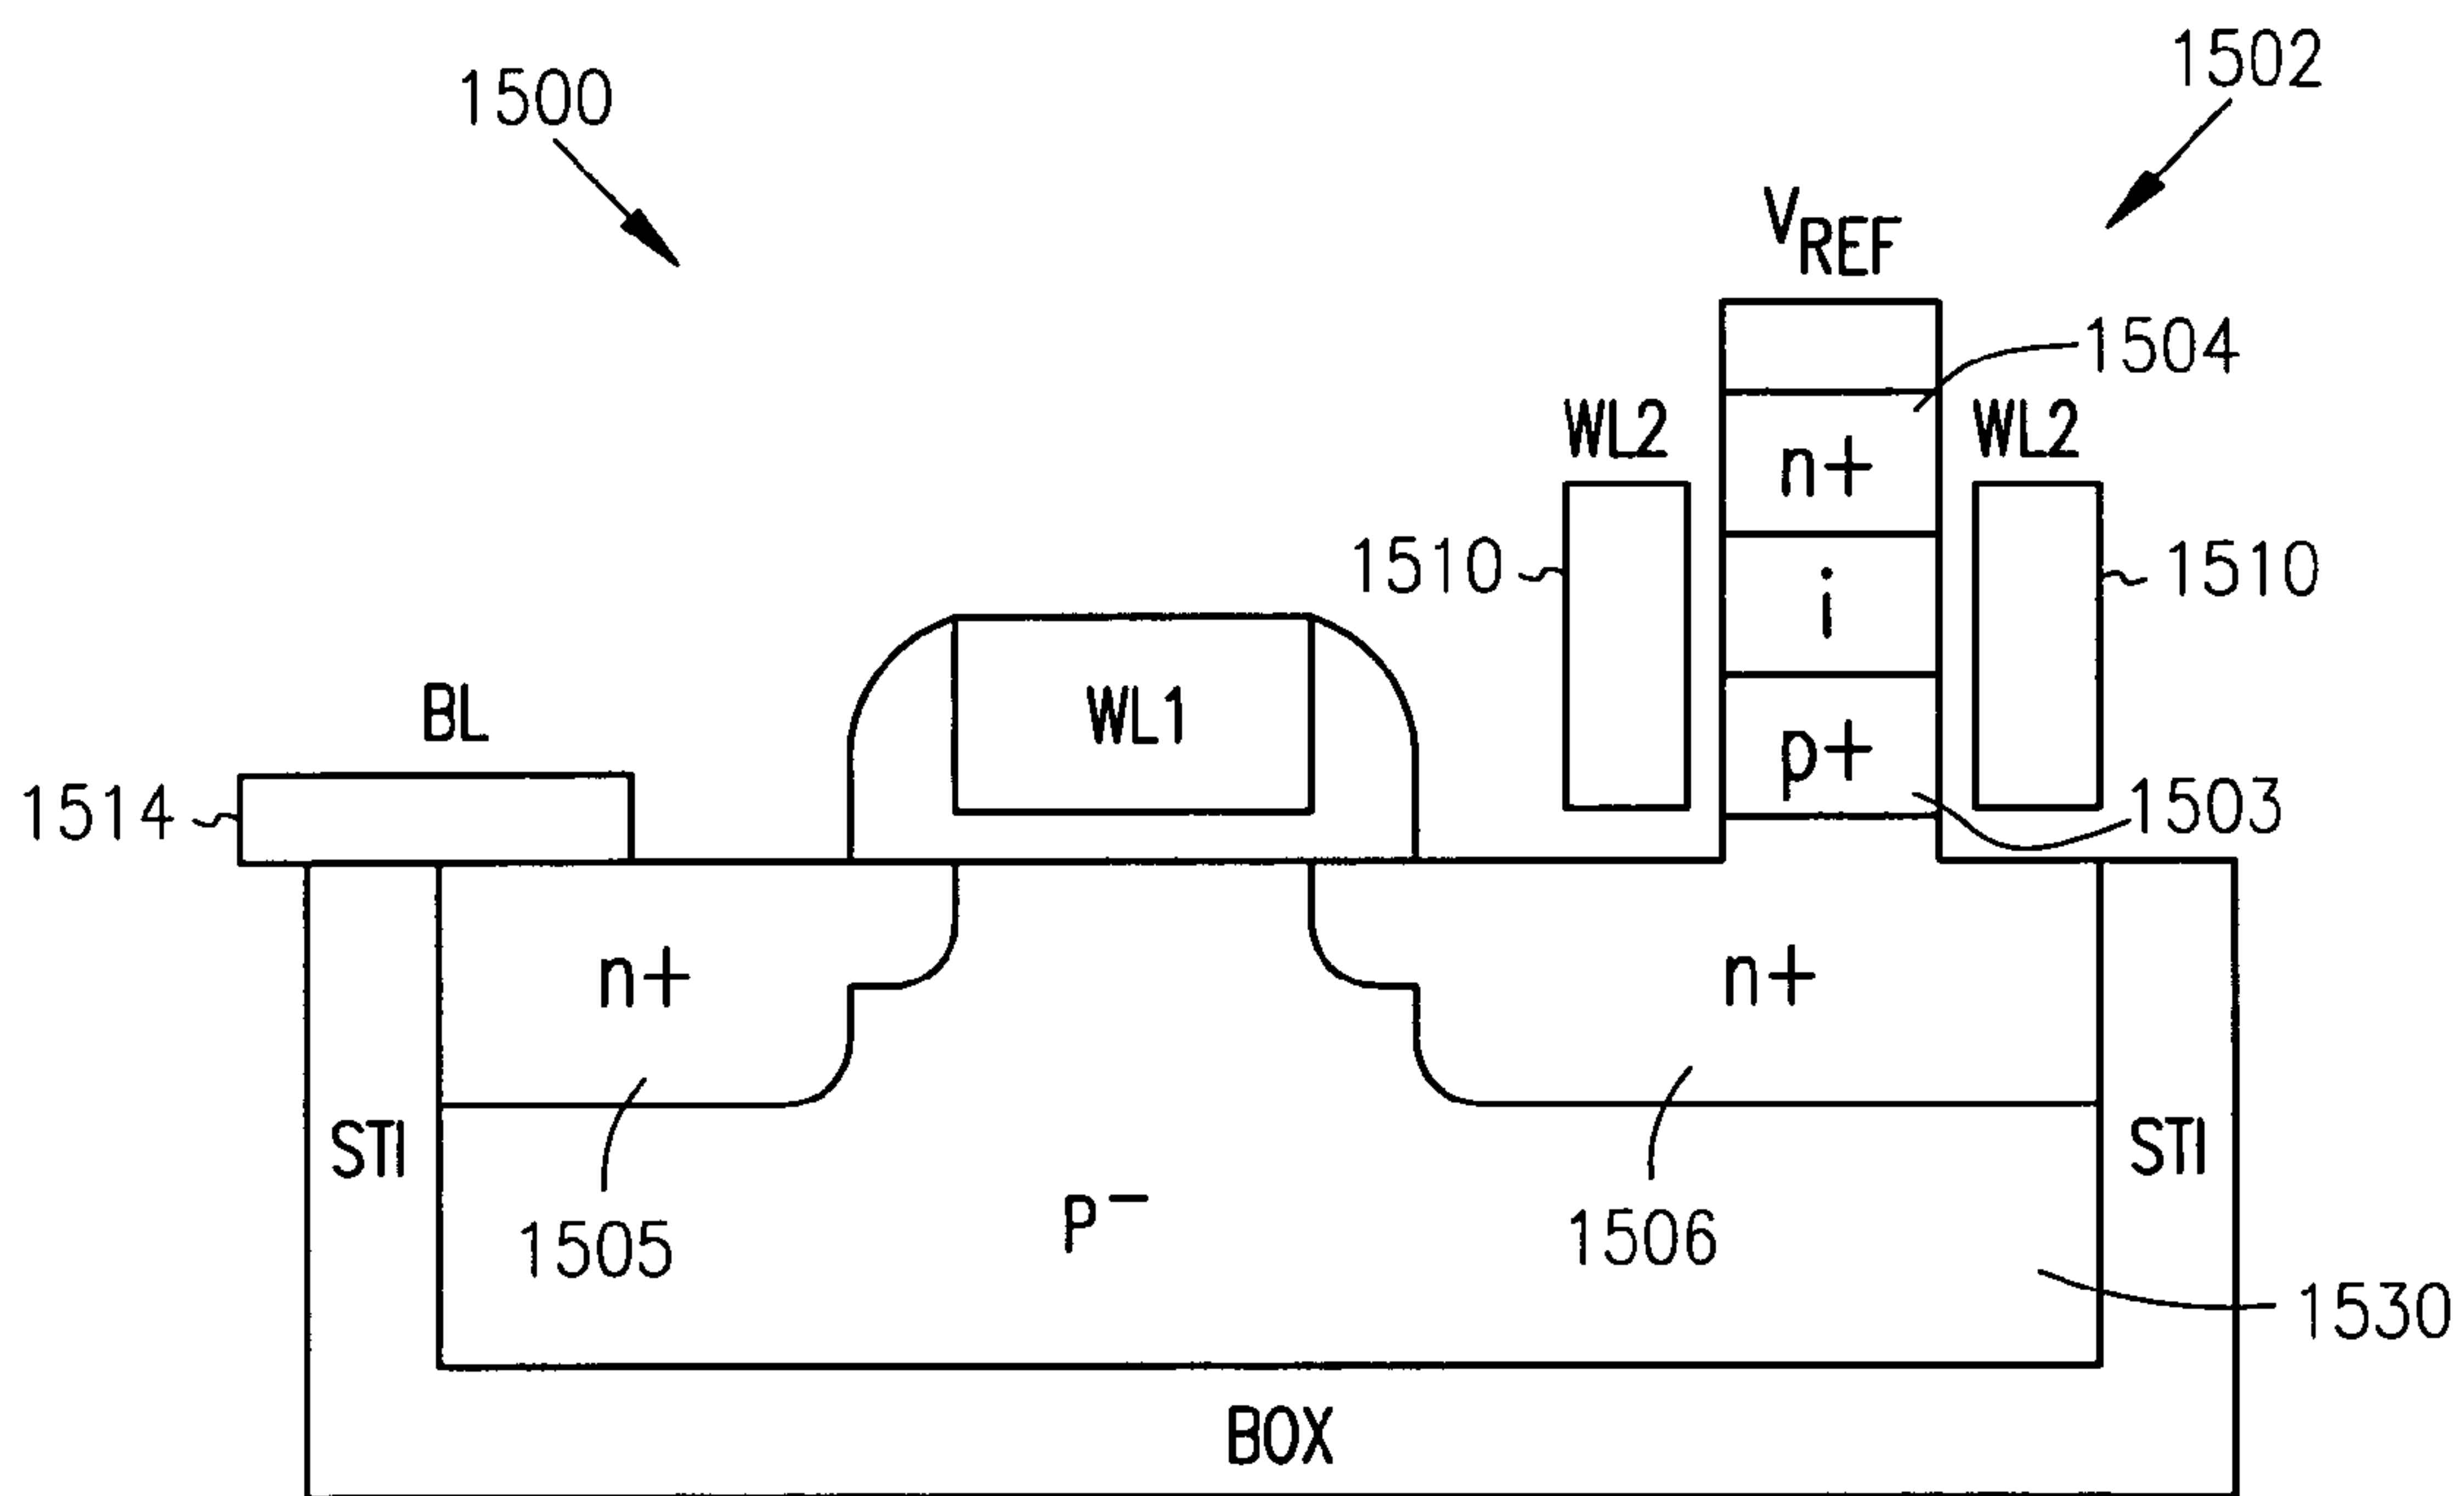 1500
1502
VREF
1504
WL2
WL2
n+
1510
i
1510
BL
WL1
p+
1514
1503
n+
n+
STI
STI
P−
1505
1506
1530
BOX